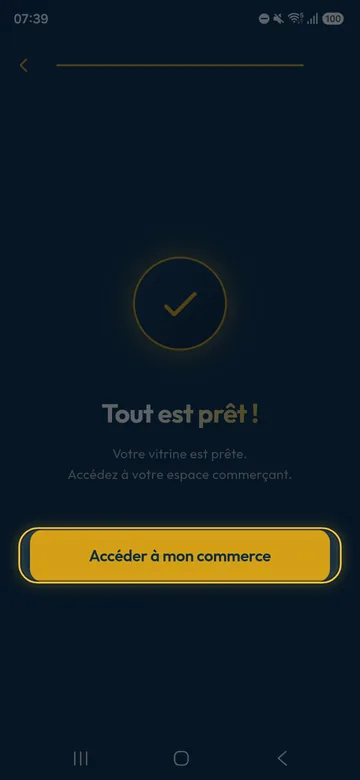 07:39
100
Tout est prêt !
Votre vitrine est prête.
Accédez à votre espace commerçant.
Accéder à mon commerce